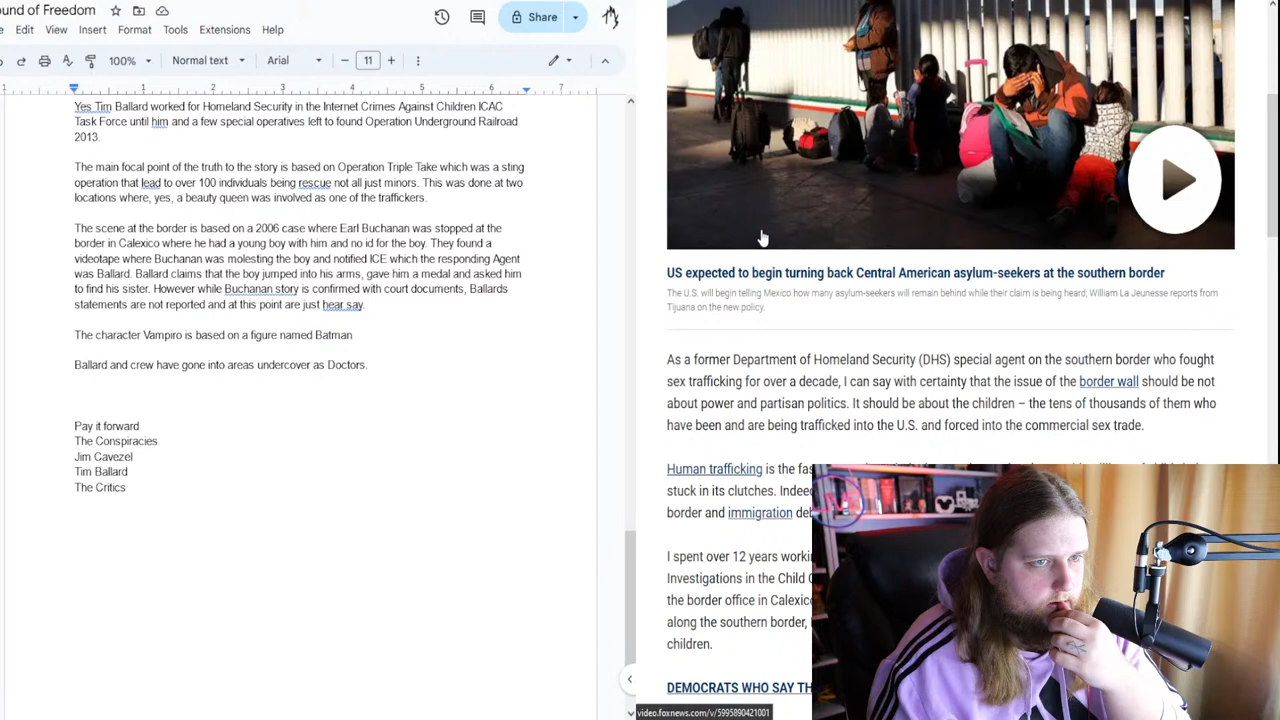 ound of Freedom
Edit View Insert Format Tools Extensions Help
Share
100% Normal text Arial 11
1 1 2 3 4 5 6 7
Yes Tim Ballard worked for Homeland Security in the Internet Crimes Against Children ICAC
Task Force until him and a few special operatives left to found Operation Underground Railroad
2013.
The main focal point of the truth to the story is based on Operation Triple Take which was a sting
operation that lead to over 100 individuals being rescue not all just minors. This was done at two
locations where, yes, a beauty queen was involved as one of the traffickers.
The scene at the border is based on a 2006 case where Earl Buchanan was stopped at the
border in Calexico where he had a young boy with him and no id for the boy. They found a
videotape where Buchanan was molesting the boy and notified ICE which the responding Agent
was Ballard. Ballard claims that the boy jumped into his arms, gave him a medal and asked him
to find his sister. However while Buchanan story is confirmed with court documents, Ballards
statements are not reported and at this point are just hear say.
The character Vampiro is based on a figure named Batman
Ballard and crew have gone into areas undercover as Doctors.
Pay it forward
The Conspiracies
Jim Cavezel
Tim Ballard
The Critics
US expected to begin turning back Central American asylum-seekers at the southern border
The U.S. will begin telling Mexico how many asylum-seekers will remain behind while their claim is being heard; William La Jeunesse reports from
Tijuana on the new policy.
As a former Department of Homeland Security (DHS) special agent on the southern border who fought
sex trafficking for over a decade, I can say with certainty that the issue of the border wall should be not
about power and partisan politics. It should be about the children – the tens of thousands of them who
have been and are being trafficked into the U.S. and forced into the commercial sex trade.
Human trafficking is the fas
stuck in its clutches. Indeed
border and immigration deb
I spent over 12 years worki
Investigations in the Child
the border office in Calexico
along the southern border,
children.
DEMOCRATS WHO SAY TH
video.foxnews.com/v/5995890421001